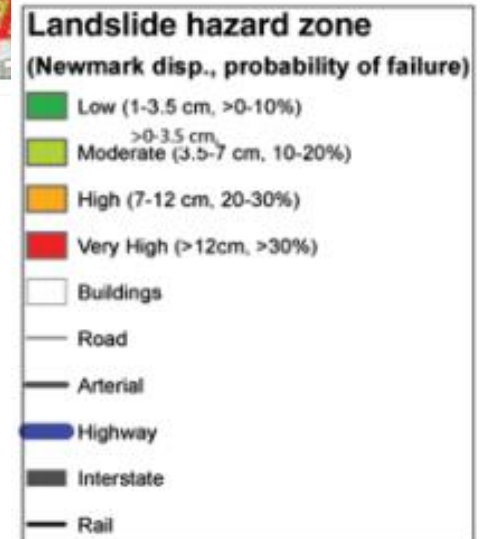 Landslide hazard zone
(Newmark disp., probability of failure)
Low (1-3.5 cm, >0-10%)
>0-3.5 cm,
Moderate (3.5-7 cm, 10-20%)
High (7-12 cm, 20-30%)
Very High (>12cm, >30%)
Buildings
Road
Arterial
Highway
Interstate
Rail